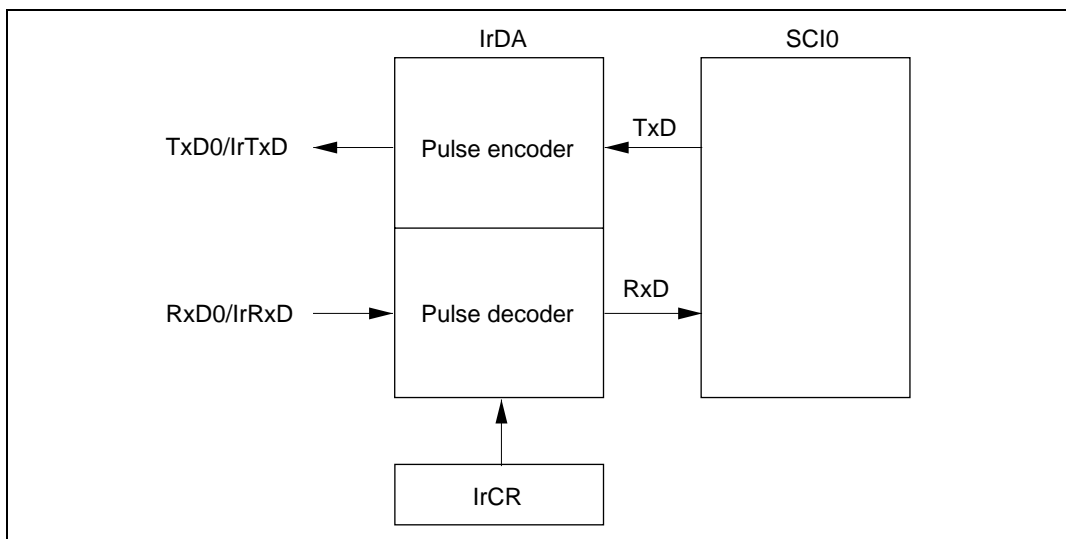 IrDA
SCI0
TxD0/IrTxD
Pulse encoder
TxD
RxD0/IrRxD
Pulse decoder
RxD
IrCR